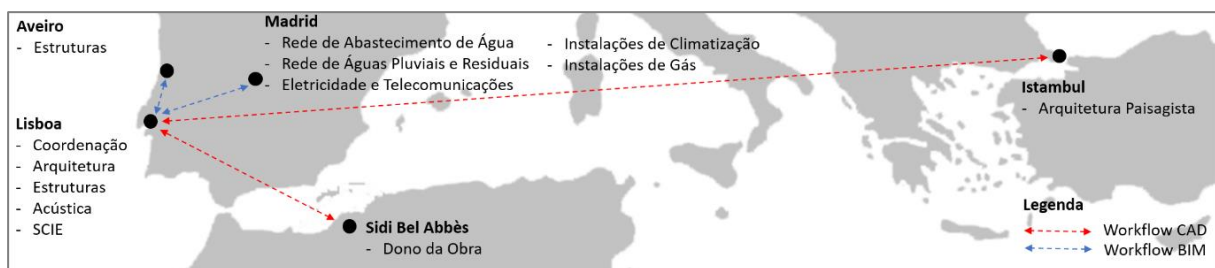 Aveiro
- Estruturas
Madrid
- Rede de Abastecimento de Água
- Rede de Águas Pluviais e Residuais
- Eletricidade e Telecomunicações
- Instalações de Climatização
- Instalações de Gás
Istambul
- Arquitetura Paisagista
Lisboa
- Coordenação
- Arquitetura
- Estruturas
- Acústica
- SCIE
Sidi Bel Abbès
- Dono da Obra
Legenda
Workflow CAD
Workflow BIM